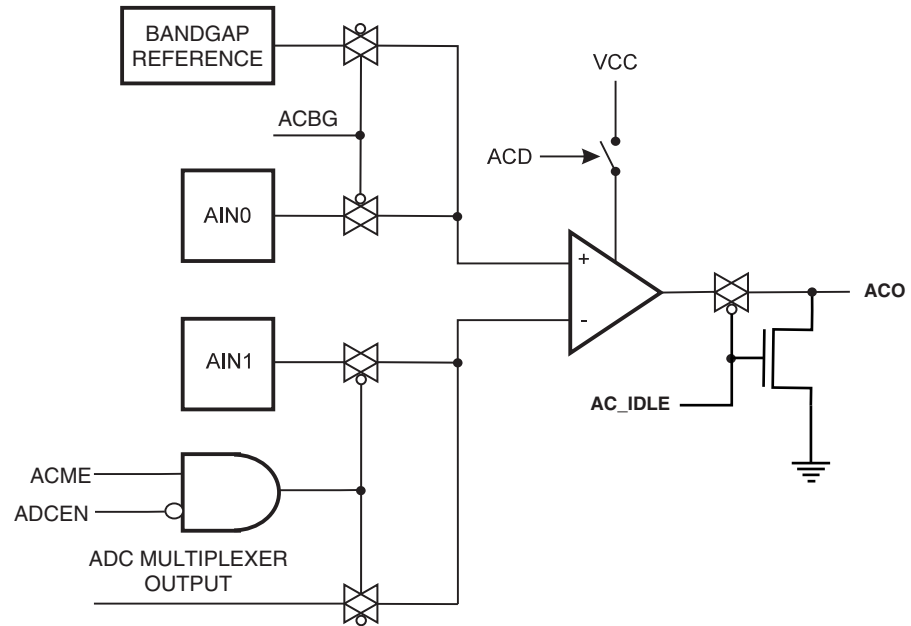 BANDGAP
REFERENCE
VCC
ACBG
ACD
AIN0
+
-
ACO
AIN1
AC_IDLE
ACME
ADCEN
ADC MULTIPLEXER
OUTPUT